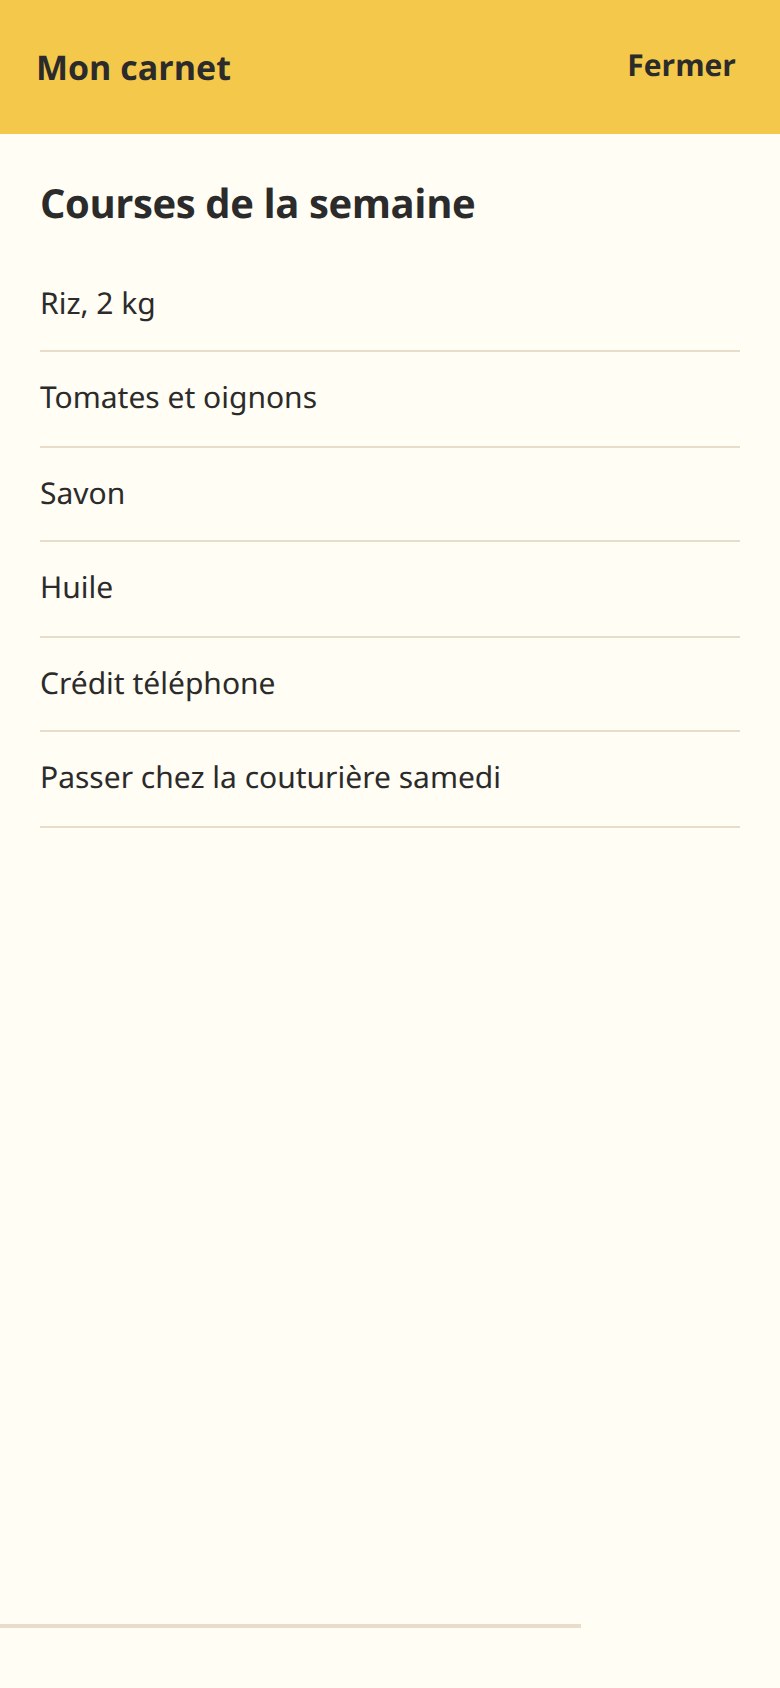 Mon carnet
Fermer
Courses de la semaine
Riz, 2 kg
Tomates et oignons
Savon
Huile
Crédit téléphone
Passer chez la couturière samedi